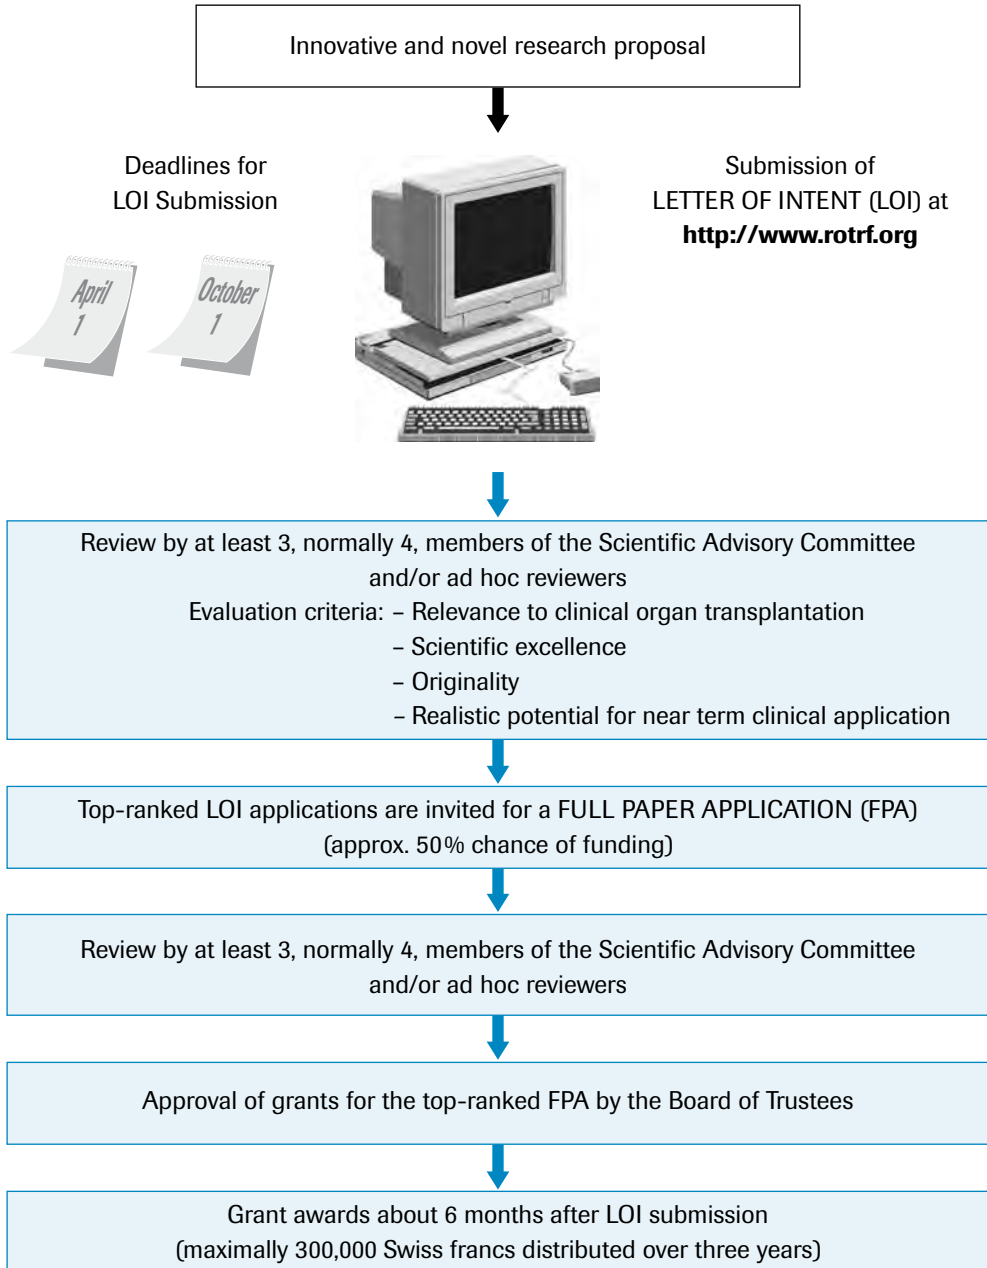 Innovative and novel research proposal
Deadlines for
LOI Submission
April
1
October
1
Submission of
LETTER OF INTENT (LOI) at
http://www.rotrf.org
Review by at least 3, normally 4, members of the Scientific Advisory Committee
and/or ad hoc reviewers
Evaluation criteria: – Relevance to clinical organ transplantation
– Scientific excellence
– Originality
– Realistic potential for near term clinical application
Top-ranked LOI applications are invited for a FULL PAPER APPLICATION (FPA)
(approx. 50% chance of funding)
Review by at least 3, normally 4, members of the Scientific Advisory Committee
and/or ad hoc reviewers
Approval of grants for the top-ranked FPA by the Board of Trustees
Grant awards about 6 months after LOI submission
(maximally 300,000 Swiss francs distributed over three years)